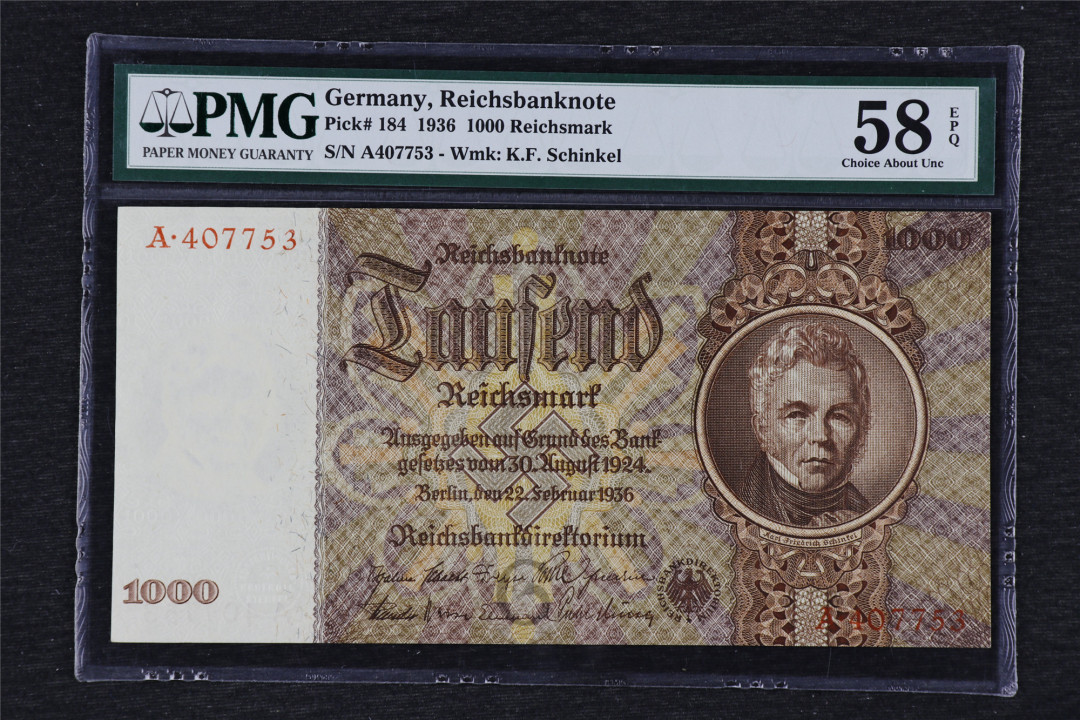 PMG
PAPER MONEY GUARANTY
Germany, Reichsbanknote
Pick# 184 1936 1000 Reichsmark
S/N A407753 - Wmk: K.F. Schinkel
58
EPQ
Choice About Unc
A·407753
1000
Reichsbanknote
Tausend
Reichsmark
Ausgegeben auf Grund des Bank-
gesetzes vom 30. August 1924.
Berlin, den 22. Februar 1936
Reichsbankdirektorium
Karl Friedrich Schinkel
1000
REICHSBANKDIREKTORIUM
A·407753